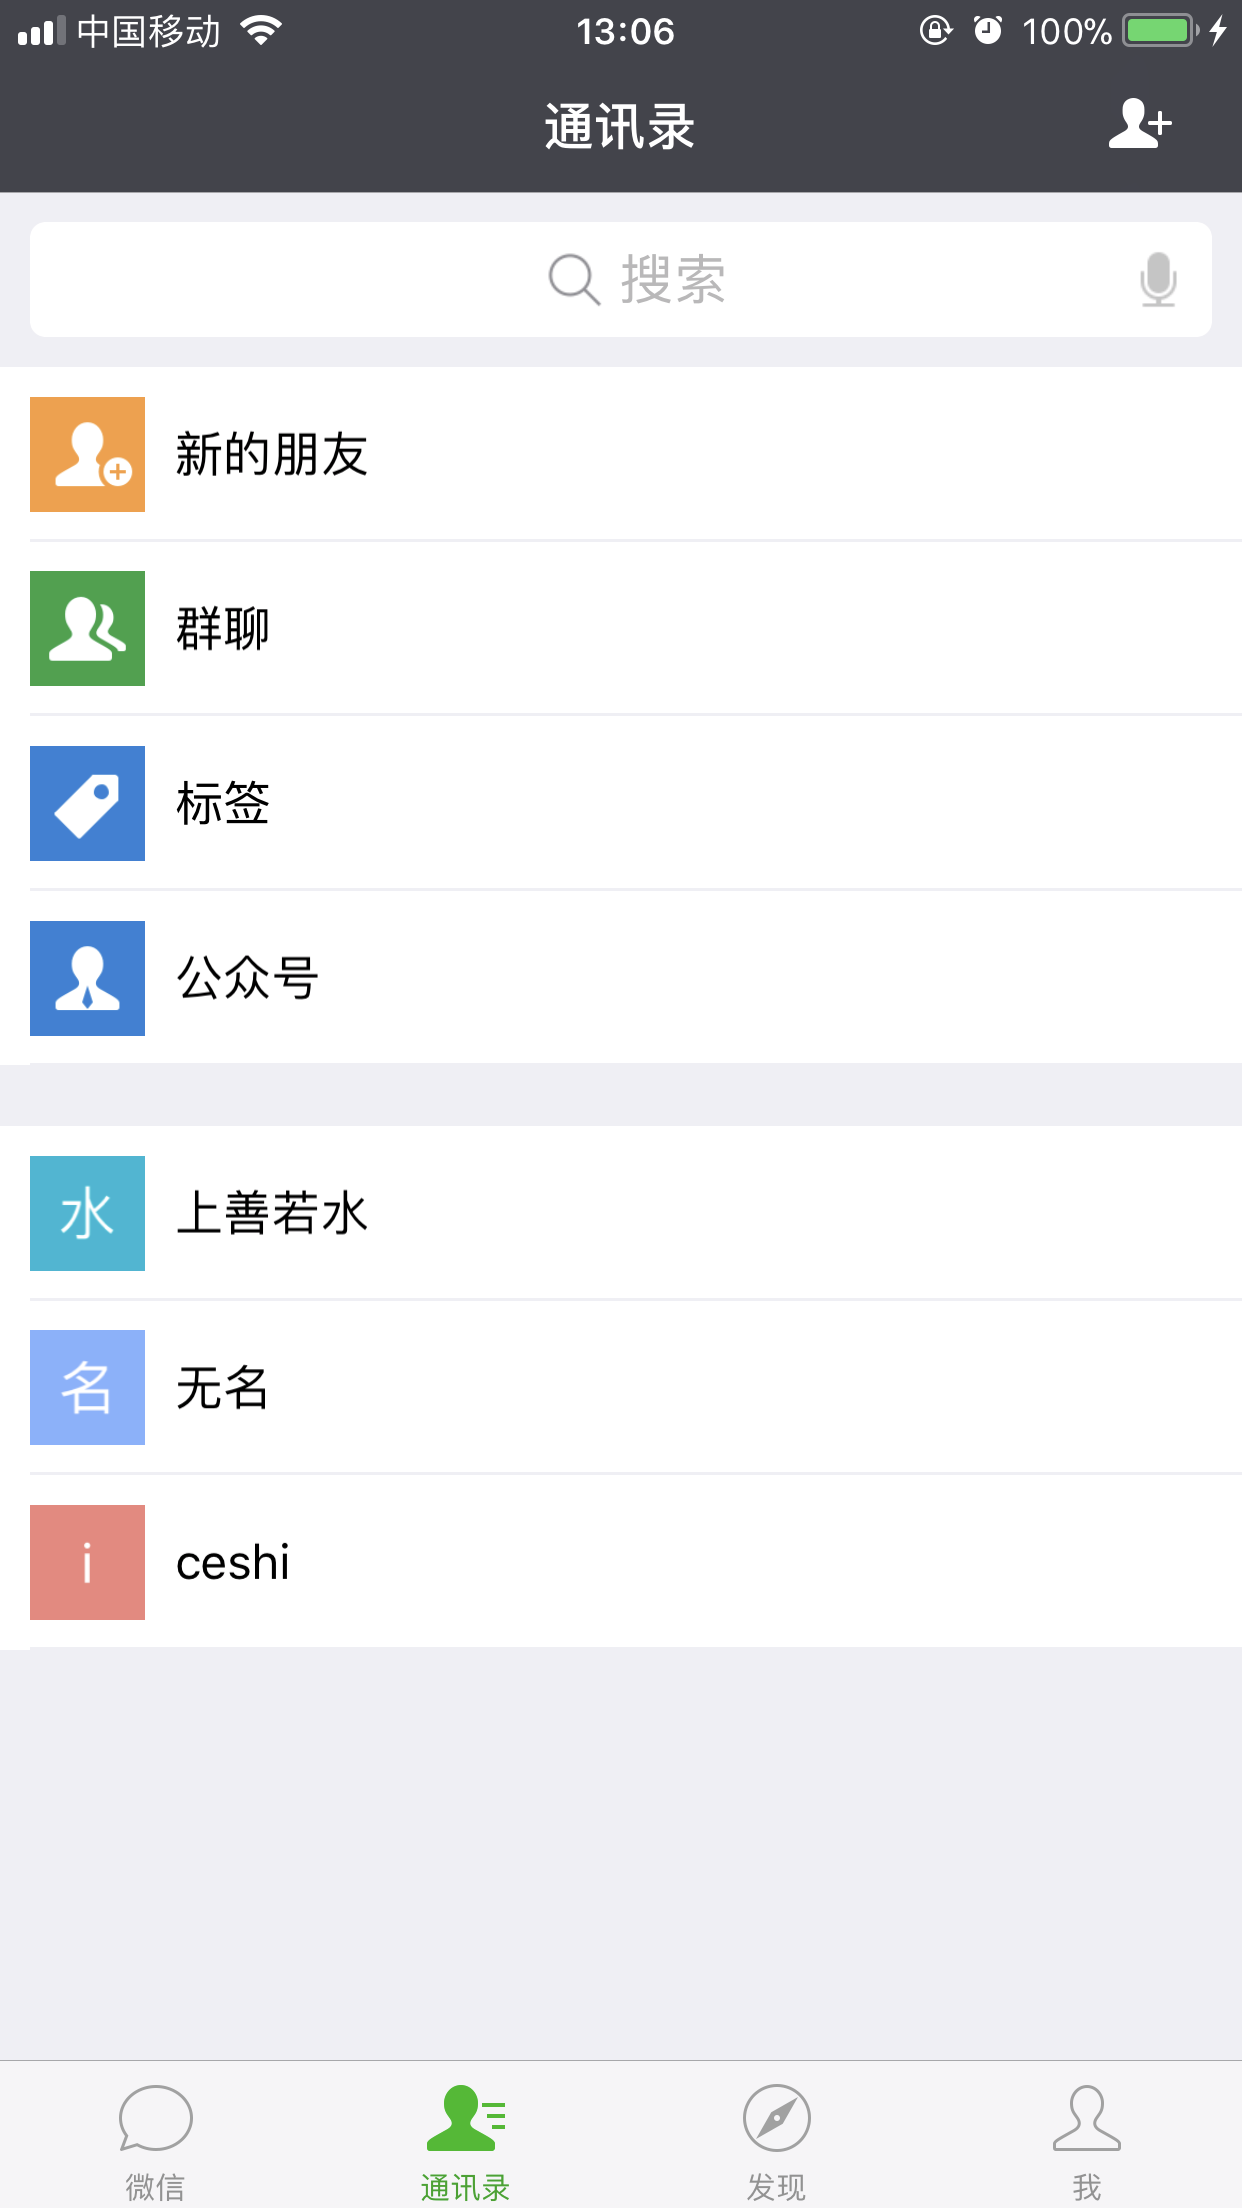 中国移动 13:06 100%
通讯录
搜索
新的朋友
群聊
标签
公众号
水 上善若水
名 无名
i ceshi
微信 通讯录 发现 我